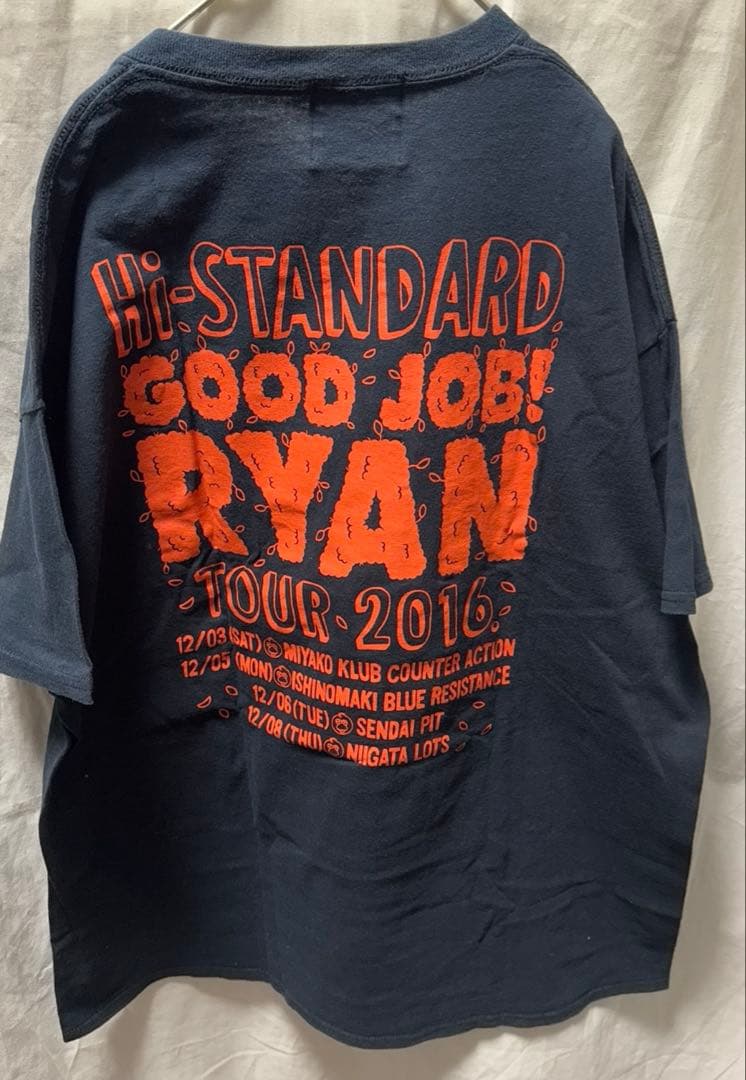 Hi-STANDARD
GOOD JOB!
RYAN
TOUR 2016
12/03 (SAT) MIYAKO KLUB COUNTER ACTION
12/05 (MON) ISHINOMAKI BLUE RESISTANCE
12/06 (TUE) SENDAI PIT
12/08 (THU) NIIGATA LOTS